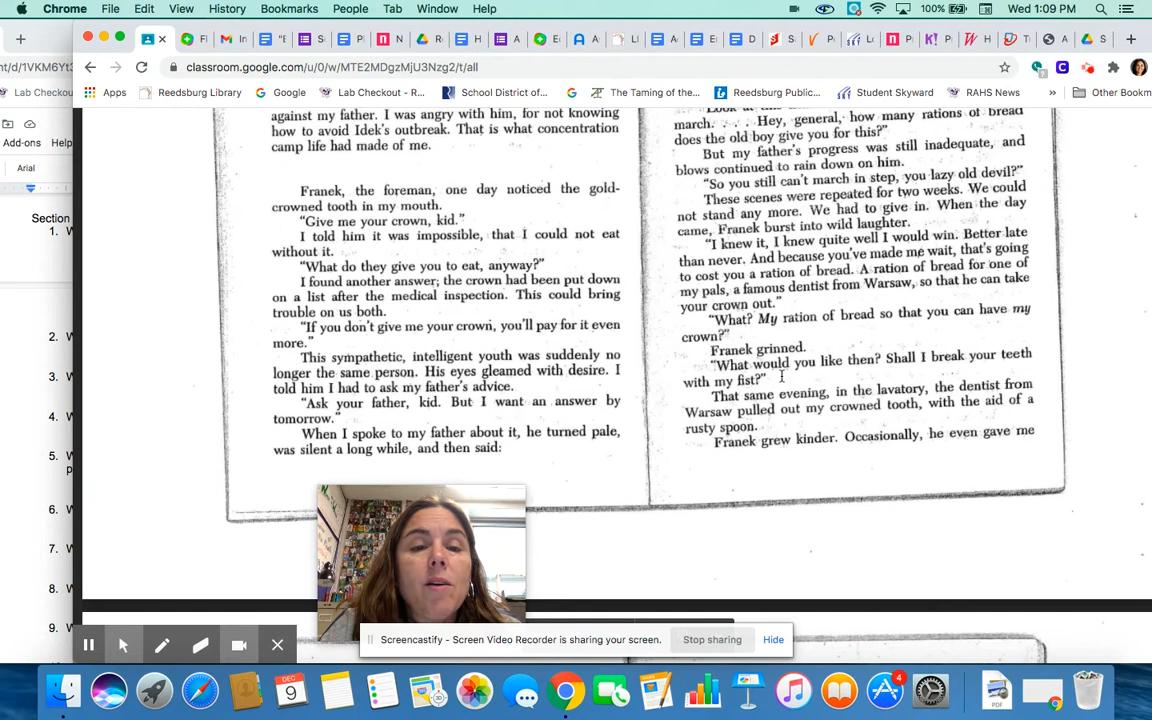 Chrome File Edit View History Bookmarks People Tab Window Help 100% Wed 1:09 PM
classroom.google.com/u/0/w/MTE2MDgzMjU3Nzg2/t/all
nt/d/1VKM6Yt3
Lab Checkout
Apps Reedsburg Library Google Lab Checkout - R... School District of... The Taming of the... Reedsburg Public... Student Skyward RAHS News » Other Bookm
Add-ons Help
Arial
Section
1.
2.
3.
4.
5.
6.
7.
8.
9.
against my father. I was angry with him, for not knowing
how to avoid Idek's outbreak. That is what concentration
camp life had made of me.
Franek, the foreman, one day noticed the gold-
crowned tooth in my mouth.
"Give me your crown, kid."
I told him it was impossible, that I could not eat
without it.
"What do they give you to eat, anyway?"
I found another answer; the crown had been put down
on a list after the medical inspection. This could bring
trouble on us both.
"If you don't give me your crown, you'll pay for it even
more."
This sympathetic, intelligent youth was suddenly no
longer the same person. His eyes gleamed with desire. I
told him I had to ask my father's advice.
"Ask your father, kid. But I want an answer by
tomorrow."
When I spoke to my father about it, he turned pale,
was silent a long while, and then said:
march. . . . Hey, general, how many rations of bread
does the old boy give you for this?"
But my father's progress was still inadequate, and
blows continued to rain down on him.
"So you still can't march in step, you lazy old devil?"
These scenes were repeated for two weeks. We could
not stand any more. We had to give in. When the day
came, Franek burst into wild laughter.
"I knew it, I knew quite well I would win. Better late
than never. And because you've made me wait, that's going
to cost you a ration of bread. A ration of bread for one of
my pals, a famous dentist from Warsaw, so that he can take
your crown out."
"What? My ration of bread so that you can have my
crown?"
Franek grinned.
"What would you like then? Shall I break your teeth
with my fist?"
That same evening, in the lavatory, the dentist from
Warsaw pulled out my crowned tooth, with the aid of a
rusty spoon.
Franek grew kinder. Occasionally, he even gave me
Screencastify - Screen Video Recorder is sharing your screen. Stop sharing Hide
DEC
9
4
PDF